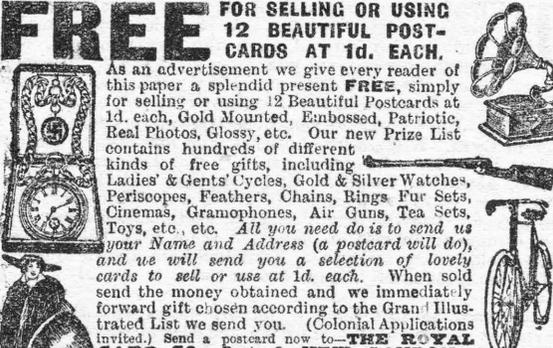 FREE
FOR SELLING OR USING
12 BEAUTIFUL POST-
CARDS AT 1d. EACH.
As an advertisement we give every reader of
this paper a splendid present FREE, simply
for selling or using 12 Beautiful Postcards at
1d. each, Gold Mounted, Embossed, Patriotic,
Real Photos, Glossy, etc. Our new Prize List
contains hundreds of different
kinds of free gifts, including
Ladies' & Gents' Cycles, Gold & Silver Watches,
Periscopes, Feathers, Chains, Rings Fur Sets,
Cinemas, Gramophones, Air Guns, Tea Sets,
Toys, etc., etc. All you need do is to send us
your Name and Address (a postcard will do),
and we will send you a selection of lovely
cards to sell or use at 1d. each. When sold
send the money obtained and we immediately
forward gift chosen according to the Grand Illus-
trated List we send you. (Colonial Applications
invited.) Send a postcard now to—THE ROYAL